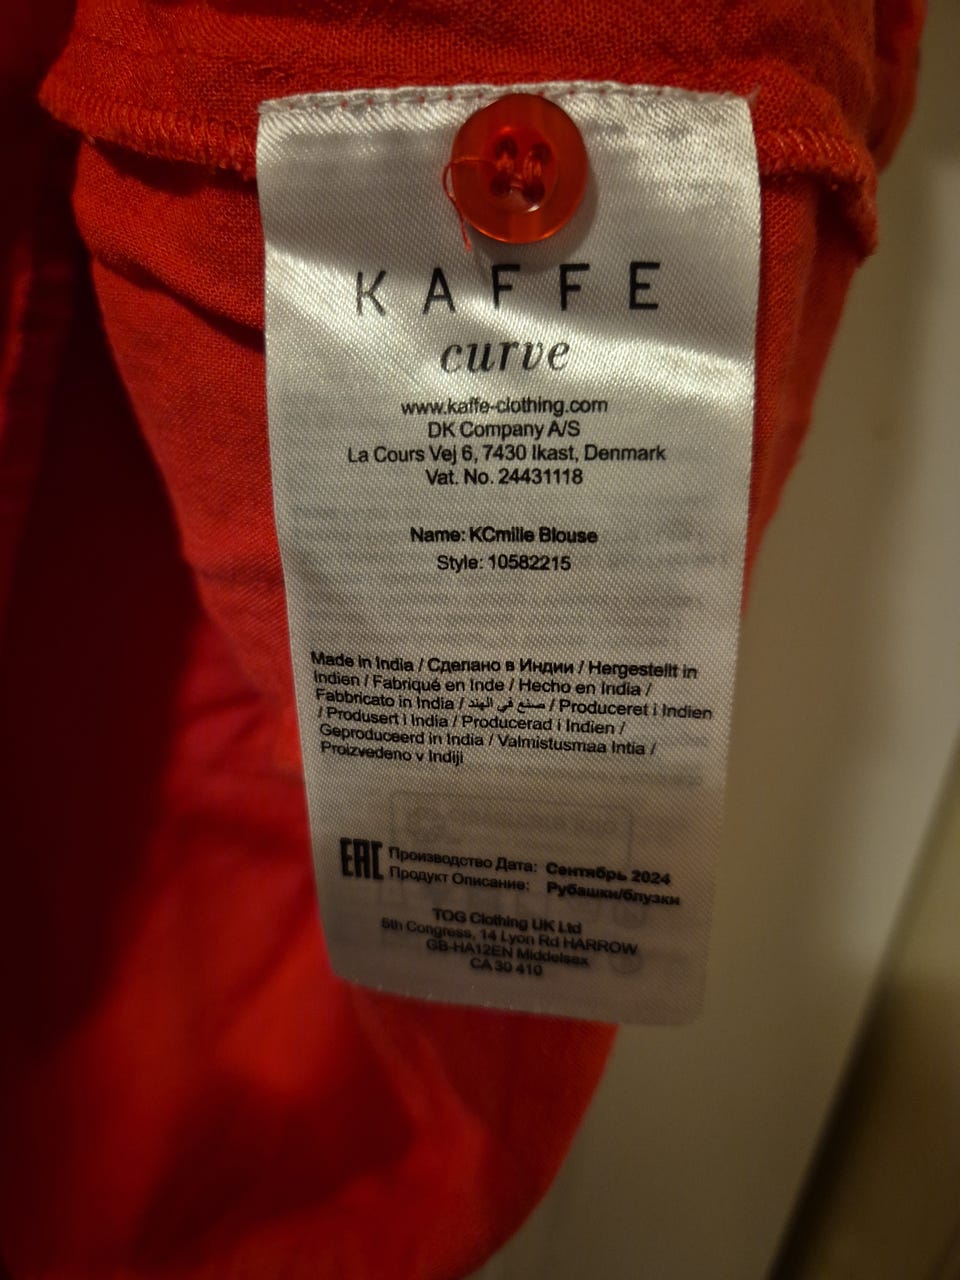 KAFFE
curve
www.kaffe-clothing.com
DK Company A/S
La Cours Vej 6, 7430 Ikast, Denmark
Vat. No. 24431118
Name: KCmille Blouse
Style: 10582215
Made in India / Сделано в Индии / Hergestellt in
Indien / Fabriqué en Inde / Hecho en India /
Fabbricato in India / صنع في الهند / Produceret i Indien
/ Produsert i India / Producerad i Indien /
Geproduceerd in India / Valmistusmaa Intia /
Proizvedeno v Indiji
EAC
Производство Дата: Сентябрь 2024
Продукт Описание: Рубашки/блузки
TOG Clothing UK Ltd
5th Congress, 14 Lyon Rd HARROW
GB-HA12EN Middelsex
CA 30 410